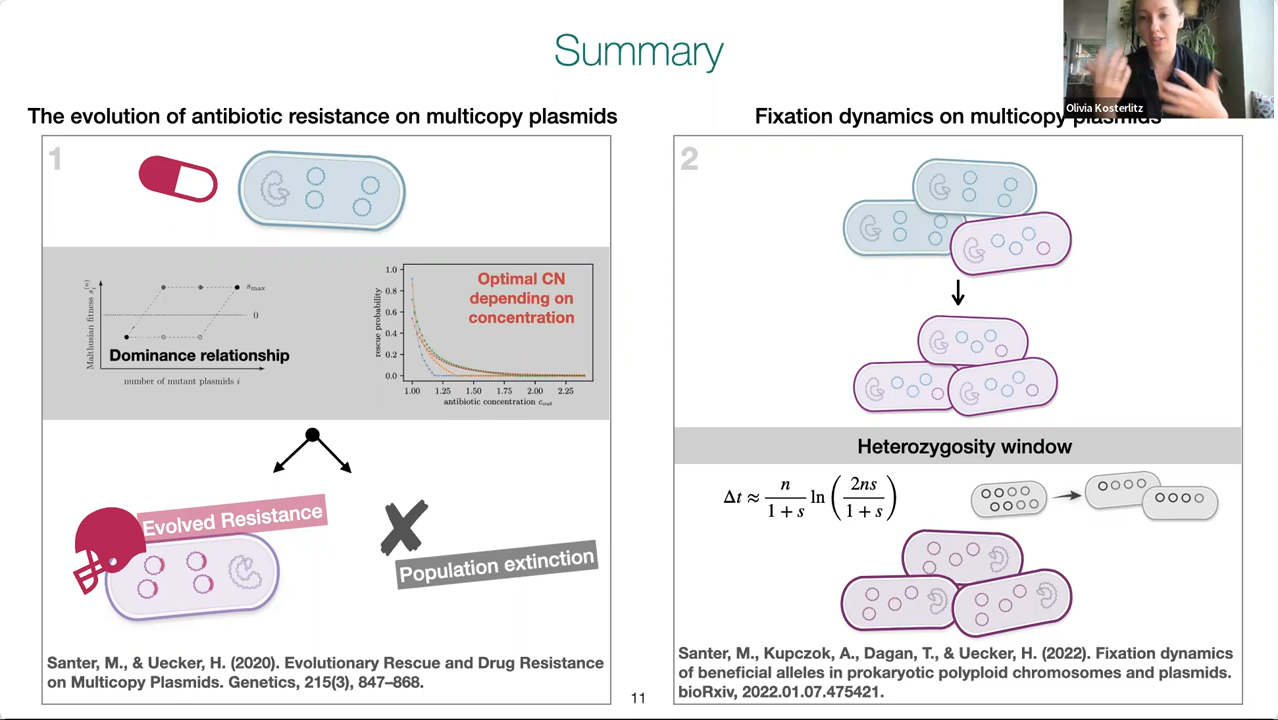 Summary
Olivia Kosterlitz
The evolution of antibiotic resistance on multicopy plasmids
1
Malthusian fitness
s_max
0
Dominance relationship
number of mutant plasmids i
1.0
0.8
0.6
0.4
0.2
0.0
rescue probability
Optimal CN
depending on
concentration
1.00 1.25 1.50 1.75 2.00 2.25
antibiotic concentration
Evolved Resistance
Population extinction
Santer, M., & Uecker, H. (2020). Evolutionary Rescue and Drug Resistance
on Multicopy Plasmids. Genetics, 215(3), 847–868.
Fixation dynamics on multicopy plasmids
2
Heterozygosity window
Δt ≈ n/(1 + s) ln(2ns/(1 + s))
Santer, M., Kupczok, A., Dagan, T., & Uecker, H. (2022). Fixation dynamics
of beneficial alleles in prokaryotic polyploid chromosomes and plasmids.
bioRxiv, 2022.01.07.475421.
11